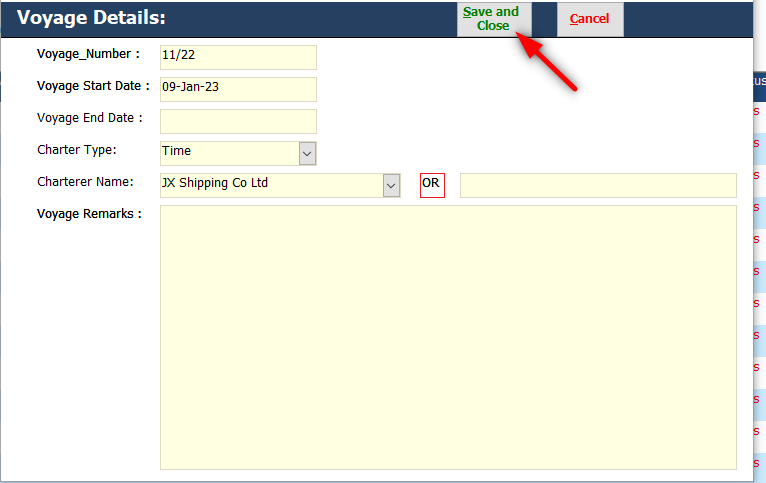 Voyage Details:
Save and
Close
Cancel
Voyage_Number :
11/22
Voyage Start Date :
09-Jan-23
Voyage End Date :
Charter Type:
Time
Charterer Name:
JX Shipping Co Ltd
OR
Voyage Remarks :